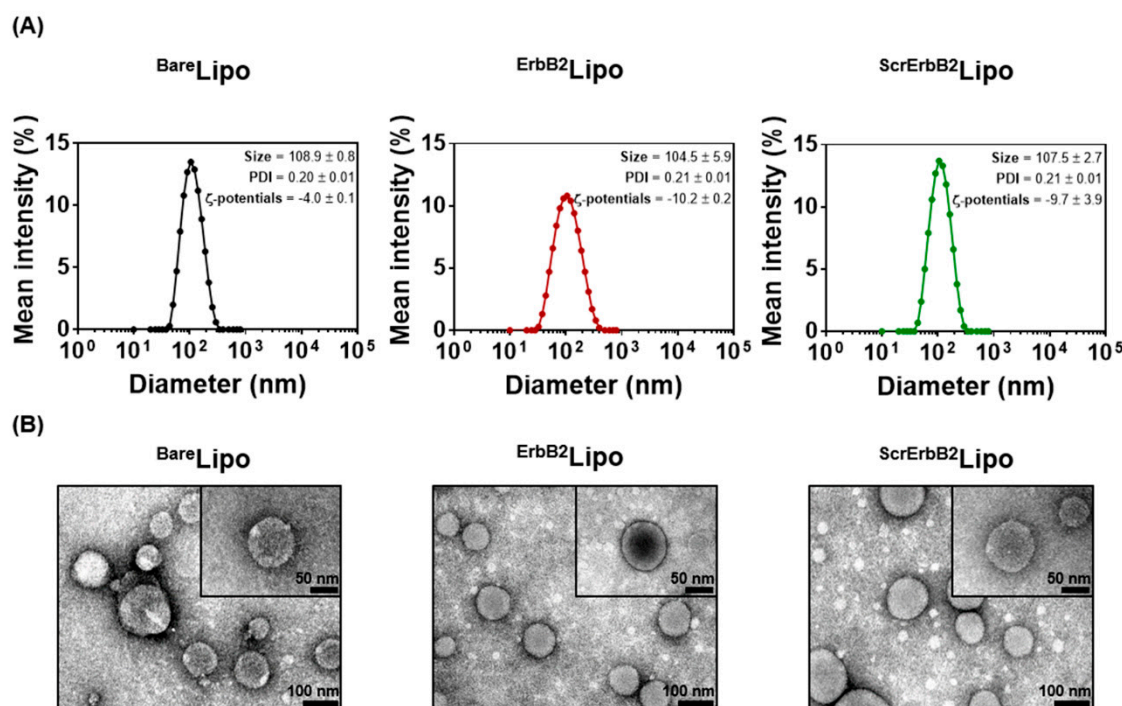 (A)
BareLipo
ErbB2Lipo
ScrErbB2Lipo
Mean intensity (%)
15
10
5
0
Size = 108.9 ± 0.8
PDI = 0.20 ± 0.01
ζ-potentials = -4.0 ± 0.1
10⁰ 10¹ 10² 10³ 10⁴ 10⁵
Diameter (nm)
Mean intensity (%)
15
10
5
0
Size = 104.5 ± 5.9
PDI = 0.21 ± 0.01
ζ-potentials = -10.2 ± 0.2
10⁰ 10¹ 10² 10³ 10⁴ 10⁵
Diameter (nm)
Mean intensity (%)
15
10
5
0
Size = 107.5 ± 2.7
PDI = 0.21 ± 0.01
ζ-potentials = -9.7 ± 3.9
10⁰ 10¹ 10² 10³ 10⁴ 10⁵
Diameter (nm)
(B)
BareLipo
ErbB2Lipo
ScrErbB2Lipo
50 nm
100 nm
50 nm
100 nm
50 nm
100 nm